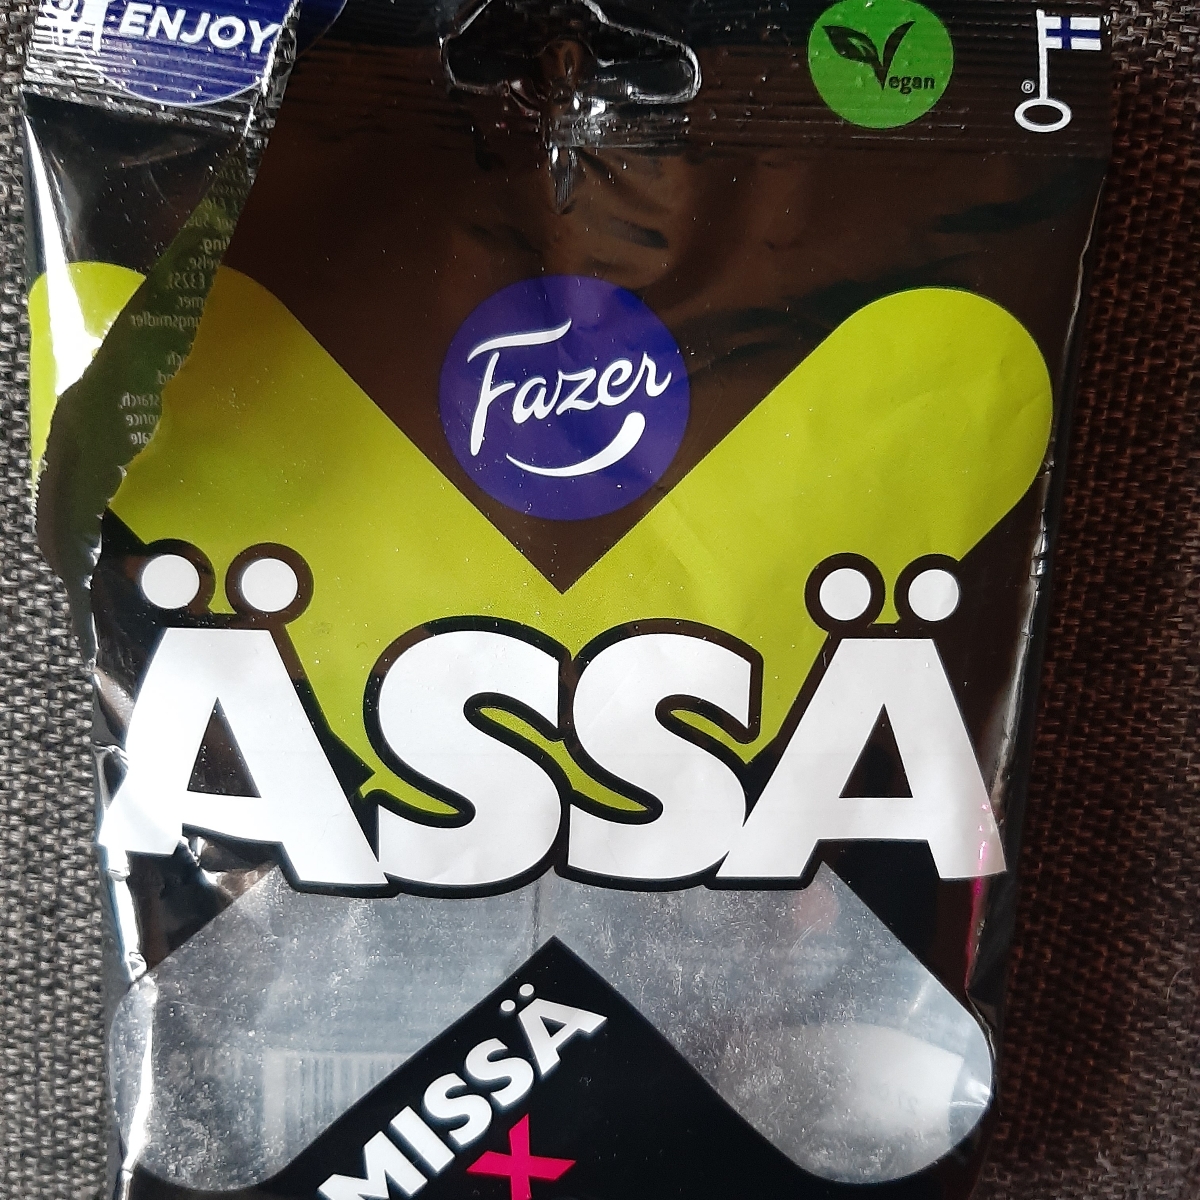 ENJOY
Vegan
®
Fazer
ÄSSÄ
MISSÄ
X